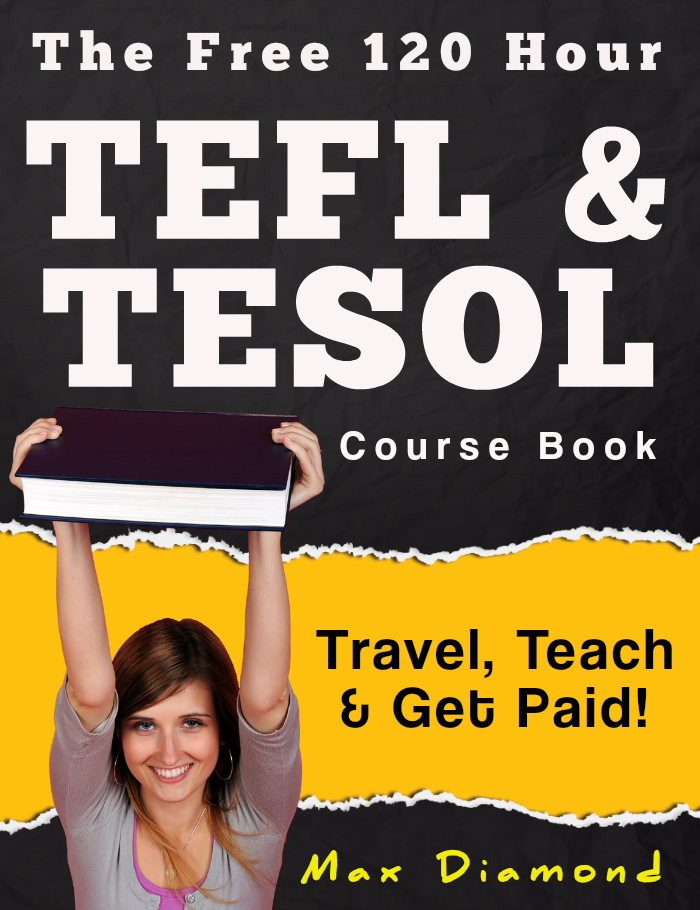 The Free 120 Hour
TEFL &
TESOL
Course Book
Travel, Teach
& Get Paid!
Max Diamond